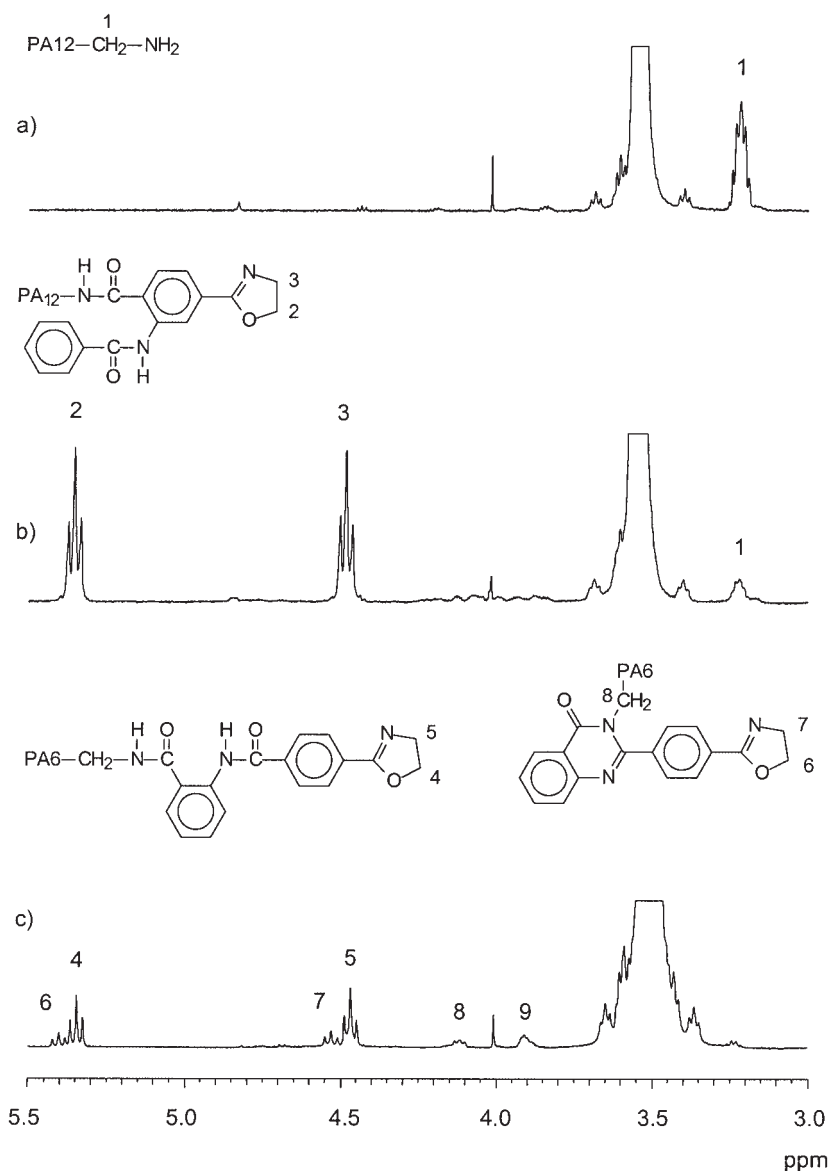 1
PA12–CH₂–NH₂
1
a)
H O N 3
PA₁₂ N C O 2
C N
O H
2 3
b)
1
PA6
H O H O N 5 O 8 CH₂ N 7
PA6–CH₂–N N O 4 N N O 6
c)
4 5
6 7 8 9
5.5 5.0 4.5 4.0 3.5 3.0
ppm